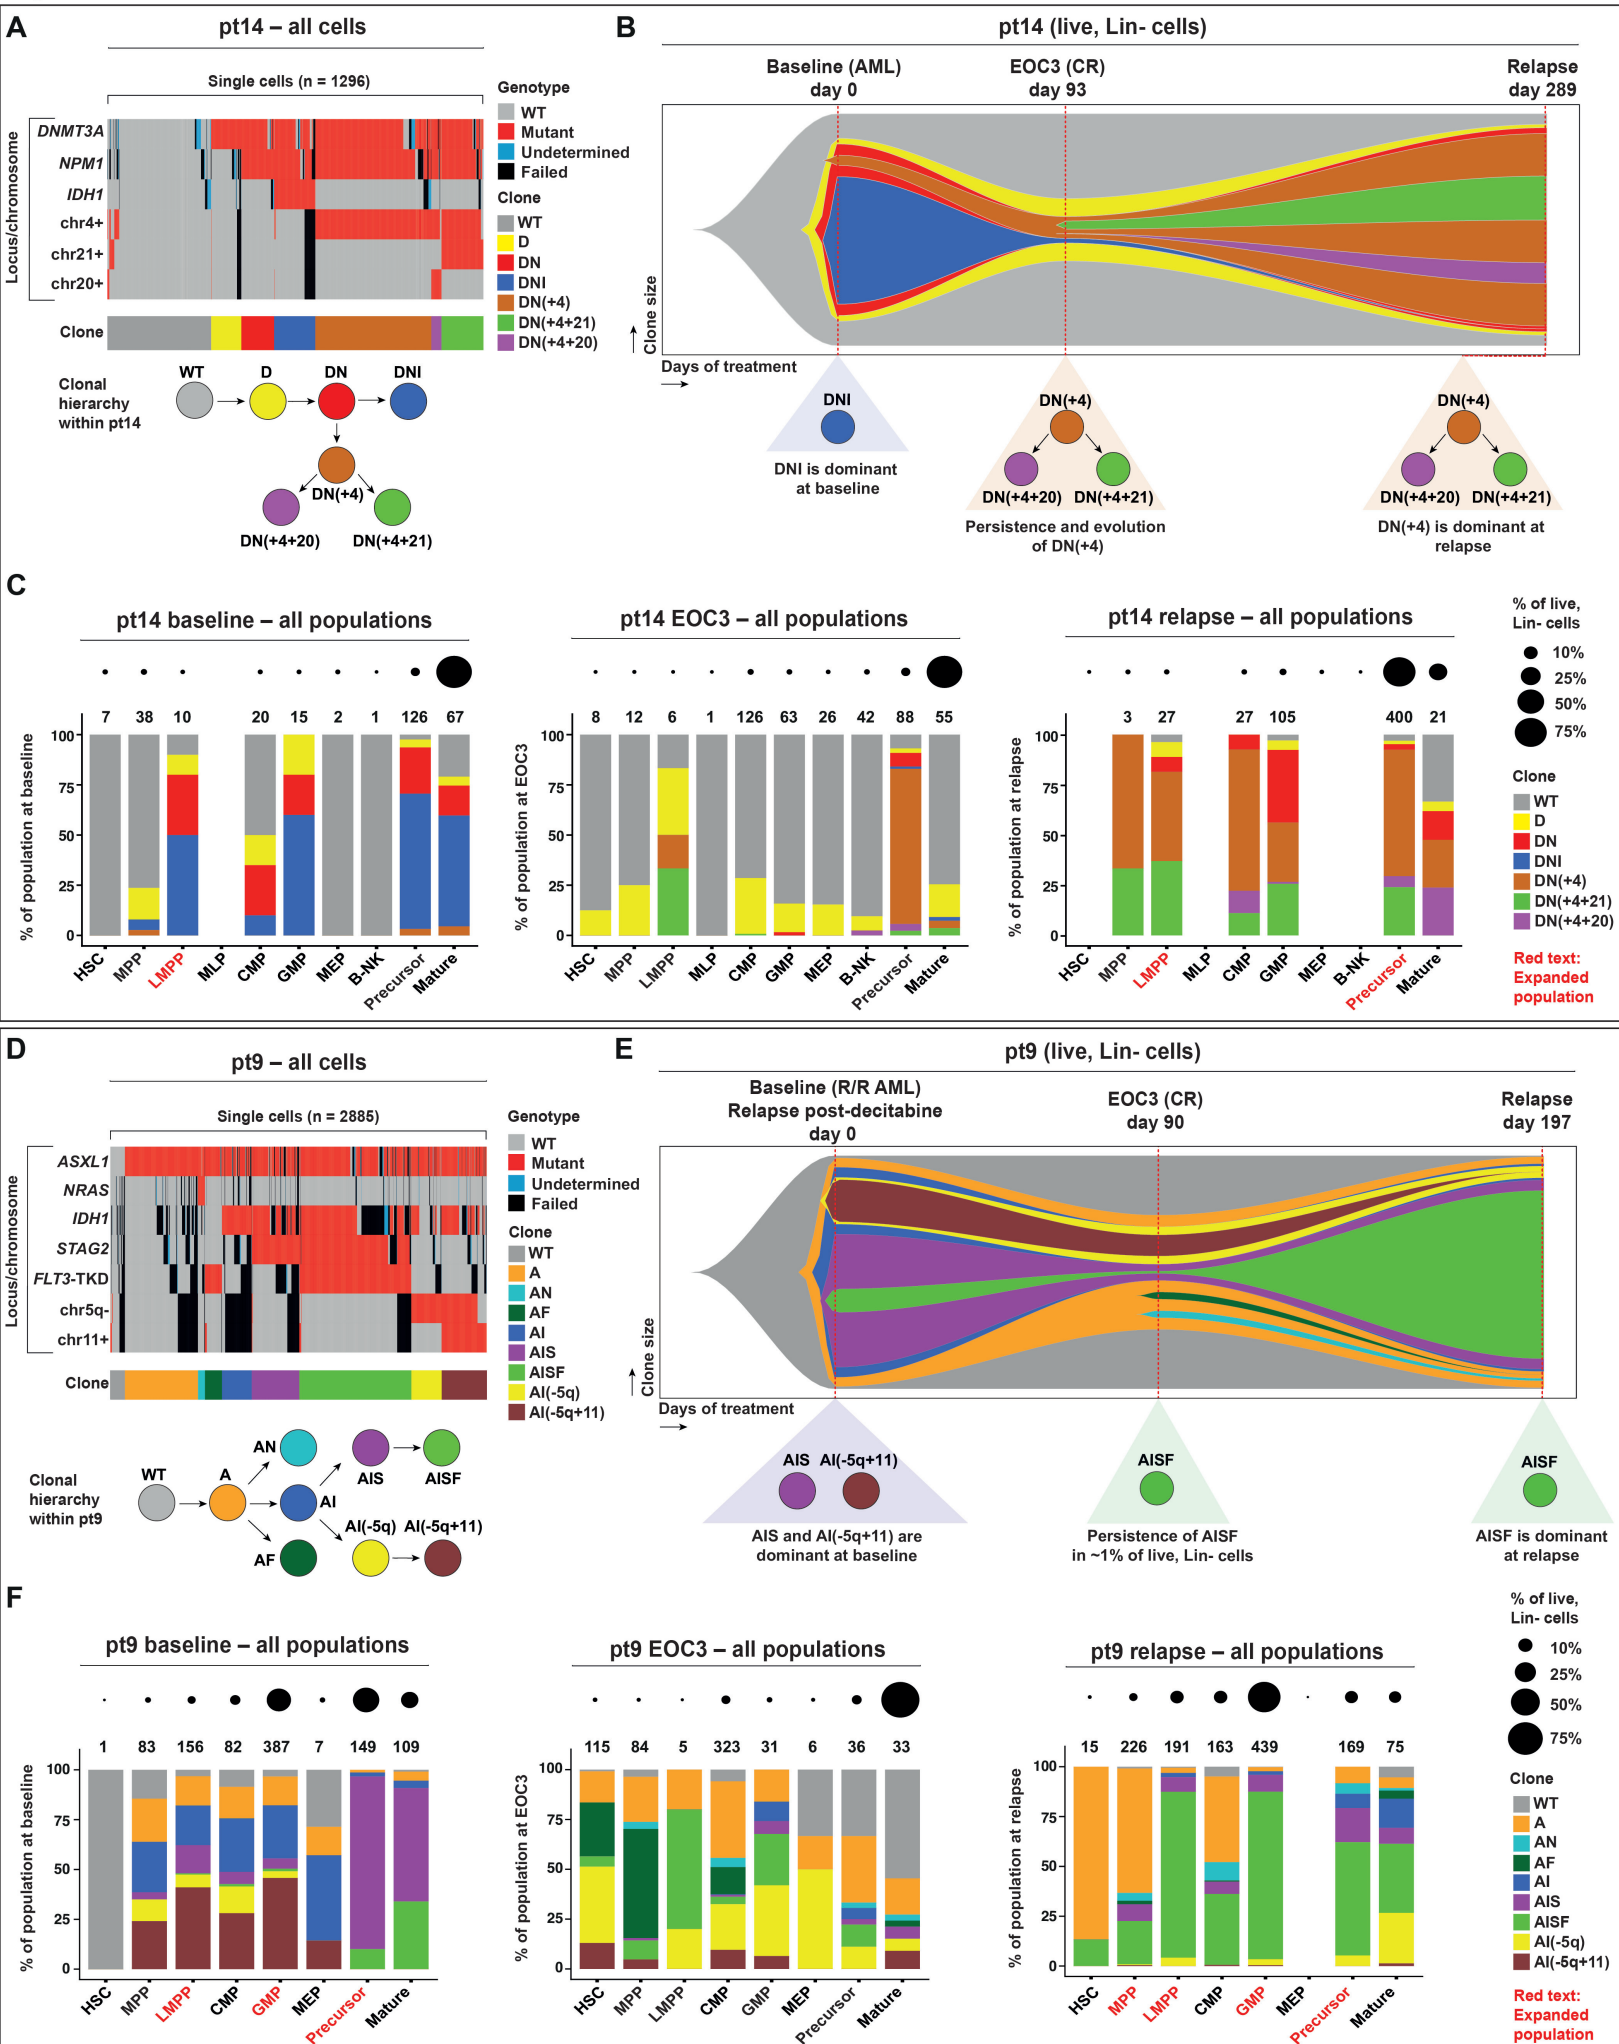 A
pt14 – all cells
Single cells (n = 1296)
Locus/chromosome
DNMT3A
NPM1
IDH1
chr4+
chr21+
chr20+
Clone
Genotype
WT
Mutant
Undetermined
Failed
Clone
WT
D
DN
DNI
DN(+4)
DN(+4+21)
DN(+4+20)
Clonal
hierarchy
within pt14
WT
D
DN
DNI
DN(+4)
DN(+4+20)
DN(+4+21)
B
pt14 (live, Lin- cells)
Baseline (AML)
day 0
EOC3 (CR)
day 93
Relapse
day 289
Clone size
Days of treatment
DNI
DNI is dominant
at baseline
DN(+4)
DN(+4+20) DN(+4+21)
Persistence and evolution
of DN(+4)
DN(+4)
DN(+4+20) DN(+4+21)
DN(+4) is dominant at
relapse
C
pt14 baseline – all populations
7 38 10 20 15 2 1 126 67
% of population at baseline
100
75
50
25
0
HSC MPP LMPP MLP CMP GMP MEP B-NK Precursor Mature
pt14 EOC3 – all populations
8 12 6 1 126 63 26 42 88 55
% of population at EOC3
100
75
50
25
0
HSC MPP LMPP MLP CMP GMP MEP B-NK Precursor Mature
pt14 relapse – all populations
3 27 27 105 400 21
% of population at relapse
100
75
50
25
0
HSC MPP LMPP MLP CMP GMP MEP B-NK Precursor Mature
% of live,
Lin- cells
10%
25%
50%
75%
Clone
WT
D
DN
DNI
DN(+4)
DN(+4+21)
DN(+4+20)
Red text:
Expanded
population
D
pt9 – all cells
Single cells (n = 2885)
Locus/chromosome
ASXL1
NRAS
IDH1
STAG2
FLT3-TKD
chr5q-
chr11+
Clone
Genotype
WT
Mutant
Undetermined
Failed
Clone
WT
A
AN
AF
AI
AIS
AISF
AI(-5q)
AI(-5q+11)
Clonal
hierarchy
within pt9
WT
A
AN
AI
AF
AIS
AISF
AI(-5q)
AI(-5q+11)
E
pt9 (live, Lin- cells)
Baseline (R/R AML)
Relapse post-decitabine
day 0
EOC3 (CR)
day 90
Relapse
day 197
Clone size
Days of treatment
AIS AI(-5q+11)
AIS and AI(-5q+11) are
dominant at baseline
AISF
Persistence of AISF
in ~1% of live, Lin- cells
AISF
AISF is dominant
at relapse
F
pt9 baseline – all populations
1 83 156 82 387 7 149 109
% of population at baseline
100
75
50
25
0
HSC MPP LMPP CMP GMP MEP Precursor Mature
pt9 EOC3 – all populations
115 84 5 323 31 6 36 33
% of population at EOC3
100
75
50
25
0
HSC MPP LMPP CMP GMP MEP Precursor Mature
pt9 relapse – all populations
15 226 191 163 439 169 75
% of population at relapse
100
75
50
25
0
HSC MPP LMPP CMP GMP MEP Precursor Mature
% of live,
Lin- cells
10%
25%
50%
75%
Clone
WT
A
AN
AF
AI
AIS
AISF
AI(-5q)
AI(-5q+11)
Red text:
Expanded
population